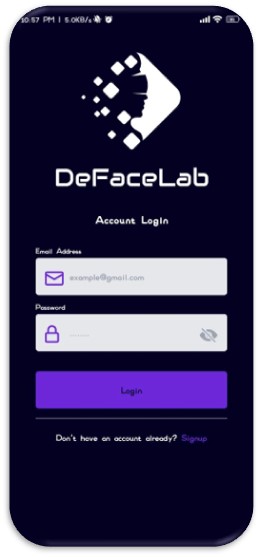 10:57 PM | 5.0KB/s
DeFaceLab
Account Login
Email Address
example@gmail.com
Password
Login
Don't have an account already? Signup